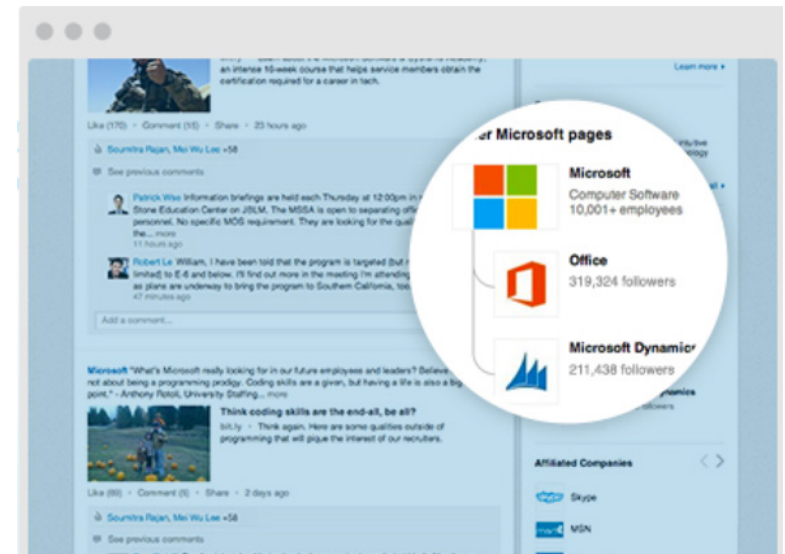 an intense 10-week course that helps service members obtain the
certification required for a career in tech.
Like (170) • Comment (15) • Share • 23 hours ago
Soumitra Rajan, Mei Wu Lee +58
See previous comments
Patrick Wise Information briefings are held each Thursday at 12:00pm in
Stone Education Center on JBLM. The MSSA is open to separating
personnel. No specific MOS requirement. They are looking for the
the... more
11 hours ago
Robert Le William, I have been told that the program is targeted (but
limited) to E-6 and below. I'll find out more in the meeting I'm attending
as plans are underway to bring the program to Southern California, too.
47 minutes ago
Add a comment...
Microsoft "What's Microsoft really looking for in our future employees and leaders? Believe
not about being a programming prodigy. Coding skills are a given, but having a life is also a big
point." - Anthony Rotoli, University Staffing... more
Think coding skills are the end-all, be all?
bit.ly • Think again. Here are some qualities outside of
programming that will pique the interest of our recruiters.
Like (89) • Comment (5) • Share • 2 days ago
Soumitra Rajan, Mei Wu Lee +58
See previous comments
Learn more
Microsoft pages
Microsoft
Computer Software
10,001+ employees
Office
319,324 followers
Microsoft Dynamics
211,438 followers
followers
Affiliated Companies
Skype
MSN